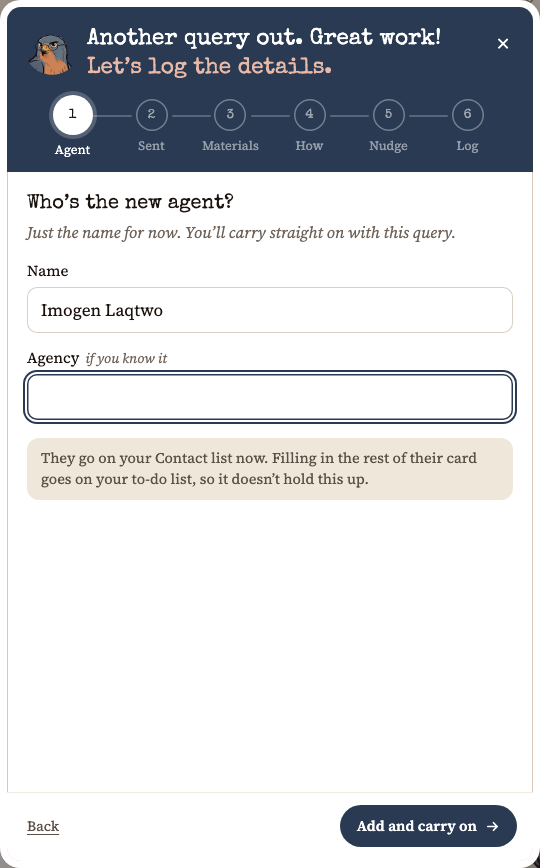 Another query out. Great work!
Let's log the details.
×
1
2
3
4
5
6
Agent
Sent
Materials
How
Nudge
Log
Who's the new agent?
Just the name for now. You'll carry straight on with this query.
Name
Imogen Laqtwo
Agency if you know it
They go on your Contact list now. Filling in the rest of their card
goes on your to-do list, so it doesn't hold this up.
Back
Add and carry on →